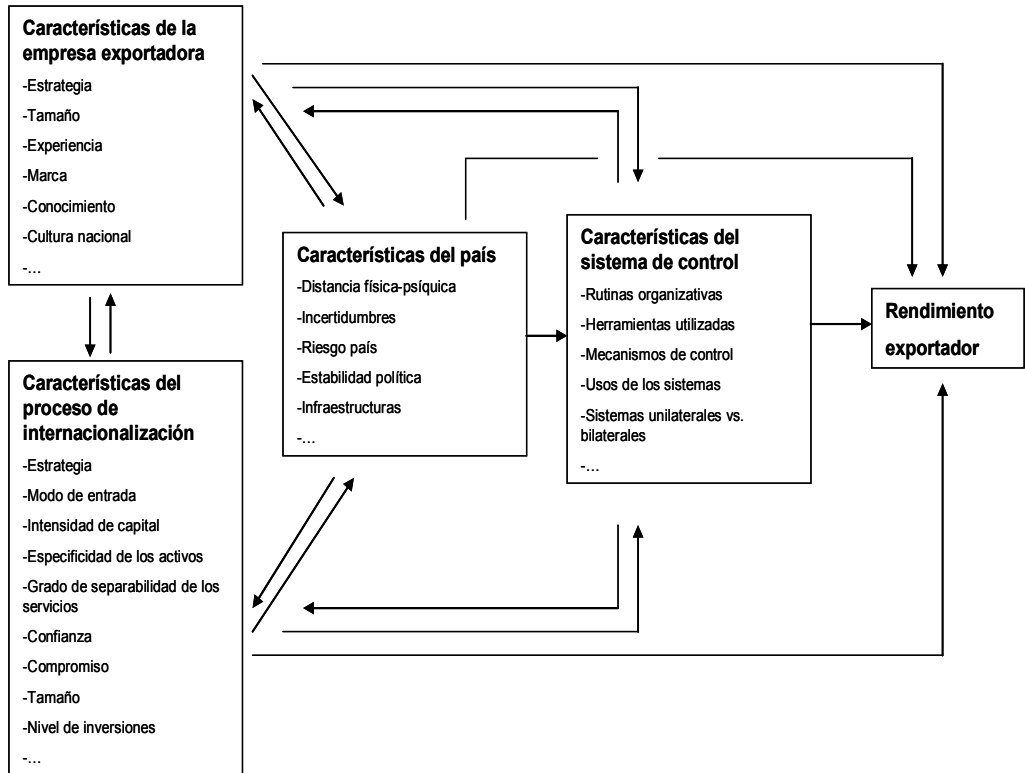 Características de la
empresa exportadora
-Estrategia
-Tamaño
-Experiencia
-Marca
-Conocimiento
-Cultura nacional
-...
Características del
proceso de
internacionalización
-Estrategia
-Modo de entrada
-Intensidad de capital
-Especificidad de los activos
-Grado de separabilidad de los
servicios
-Confianza
-Compromiso
-Tamaño
-Nivel de inversiones
-...
Características del país
-Distancia física-psíquica
-Incertidumbres
-Riesgo país
-Estabilidad política
-Infraestructuras
-...
Características del
sistema de control
-Rutinas organizativas
-Herramientas utilizadas
-Mecanismos de control
-Usos de los sistemas
-Sistemas unilaterales vs.
bilaterales
-...
Rendimiento
exportador